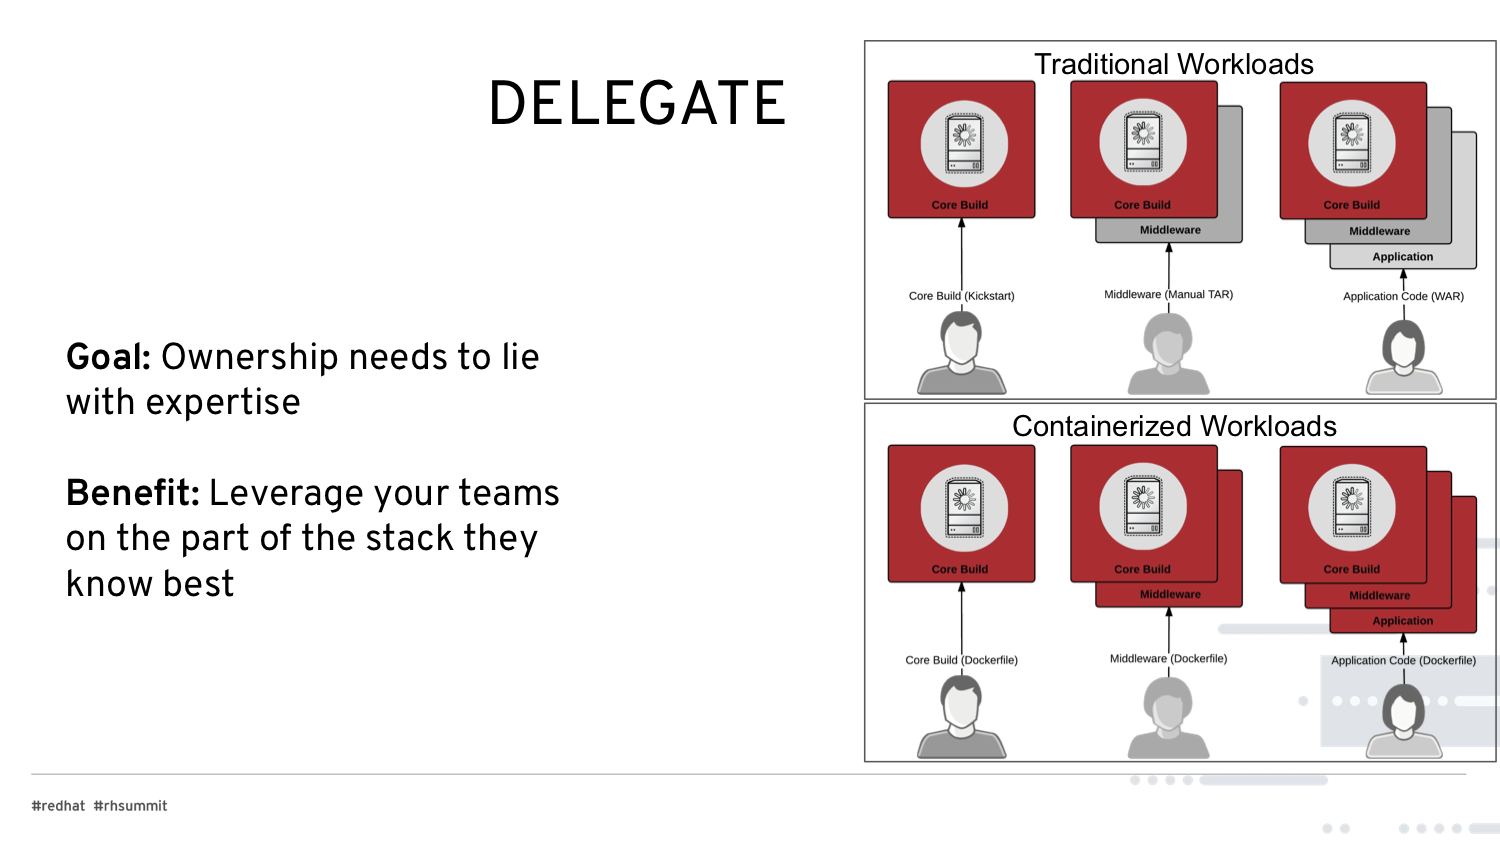 DELEGATE
Goal: Ownership needs to lie
with expertise
Benefit: Leverage your teams
on the part of the stack they
know best
Traditional Workloads
Core Build
Core Build
Middleware
Core Build
Middleware
Application
Core Build (Kickstart)
Middleware (Manual TAR)
Application Code (WAR)
Containerized Workloads
Core Build
Core Build
Middleware
Core Build
Middleware
Application
Core Build (Dockerfile)
Middleware (Dockerfile)
Application Code (Dockerfile)
#redhat #rhsummit